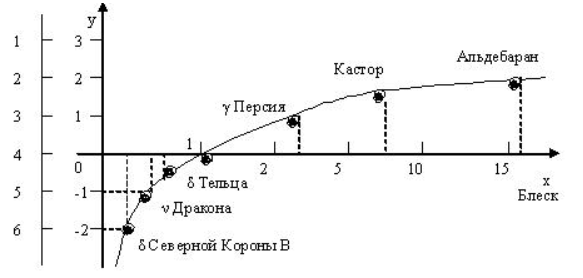 y
1 3
2 2
3 1
4 0
5 -1
6 -2
1 2 5 10 15
x
Блеск
Альдебаран
Кастор
γ Персия
δ Тельца
ν Дракона
δ Северной Короны В